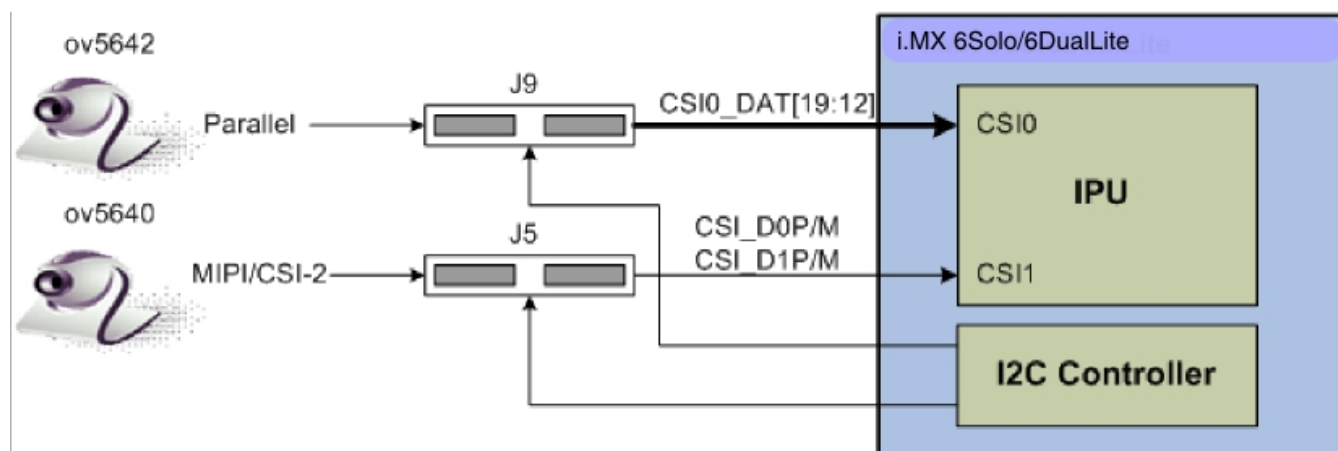 ov5642
i.MX 6Solo/6DualLite
J9
Parallel
CSI0_DAT[19:12]
CSI0
IPU
ov5640
J5
CSI_D0P/M
MIPI/CSI-2
CSI_D1P/M
CSI1
I2C Controller